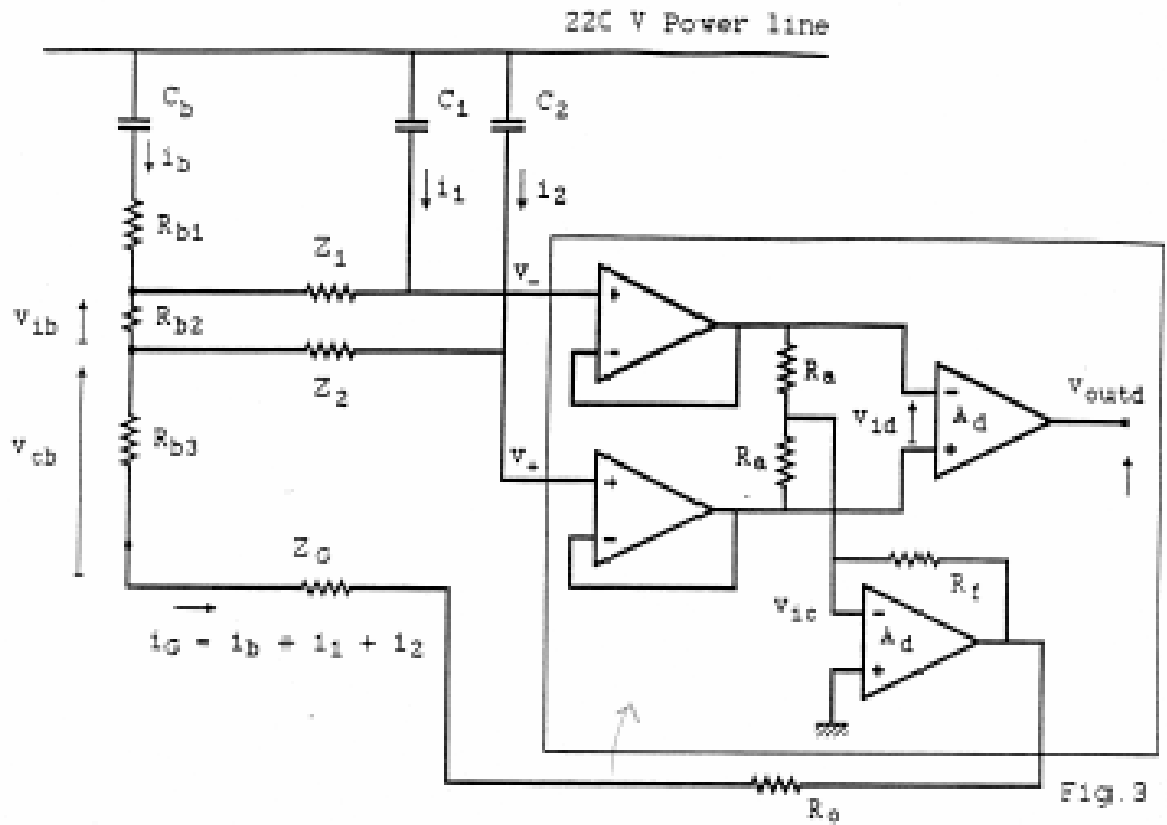 22C V Power line
Cb
C1
C2
ib
i1
i2
Rb1
Z1
v-
vib
Rb2
Z2
Ra
voutd
vid
Ad
vcb
Rb3
v+
Ra
ZG
Rf
vic
Ad
iG = ib + i1 + i2
Fig.3
Ro